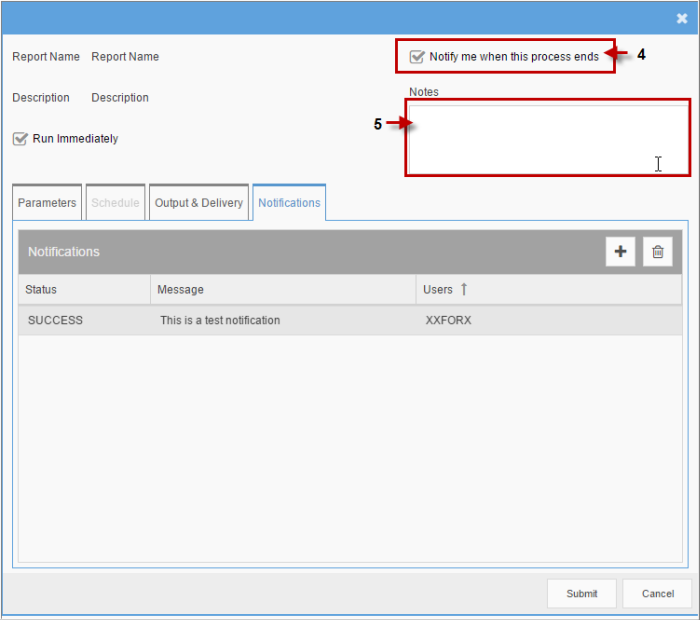 Report Name Report Name
Notify me when this process ends 4
Description Description
Notes
5
Run Immediately
Parameters Schedule Output & Delivery Notifications
Notifications
Status Message Users ↑
SUCCESS This is a test notification XXFORX
Submit Cancel